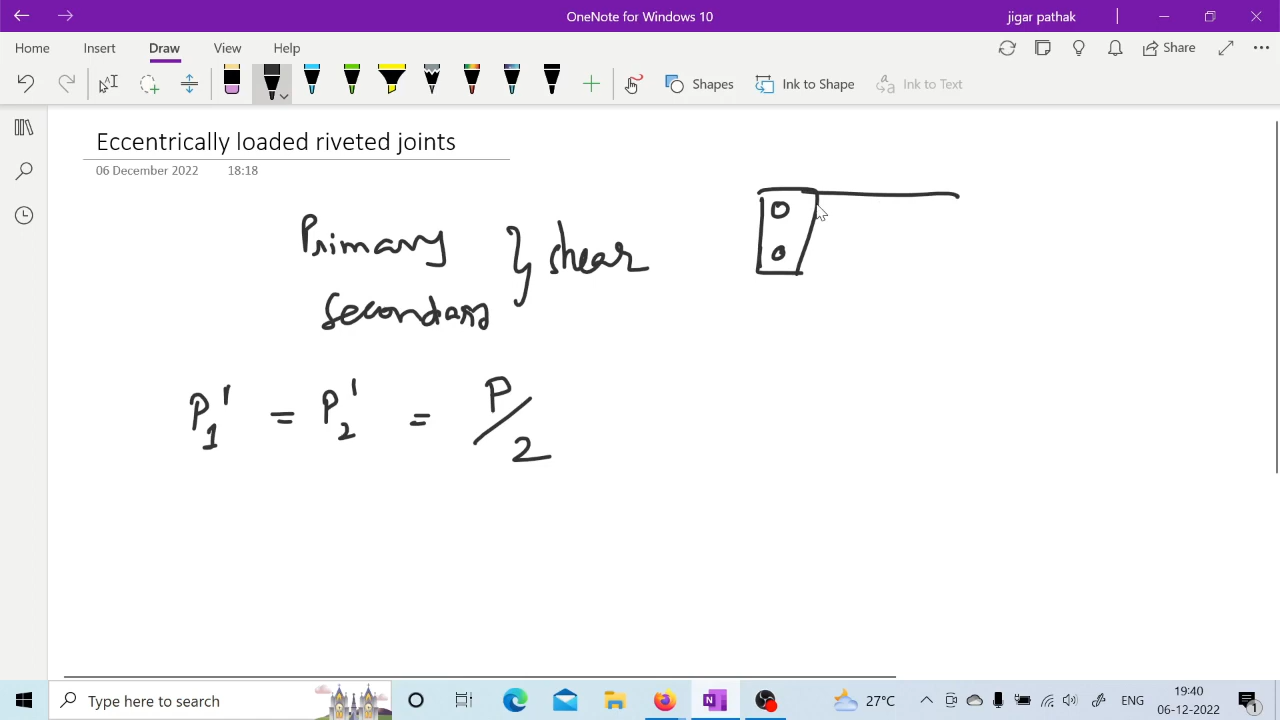 OneNote for Windows 10
jigar pathak
Home Insert Draw View Help
Share
Shapes Ink to Shape Ink to Text
Eccentrically loaded riveted joints
06 December 2022 18:18
Primary
Secondary } shear
P1' = P2' = P/2
Type here to search
27°C
ENG
19:40
06-12-2022
1